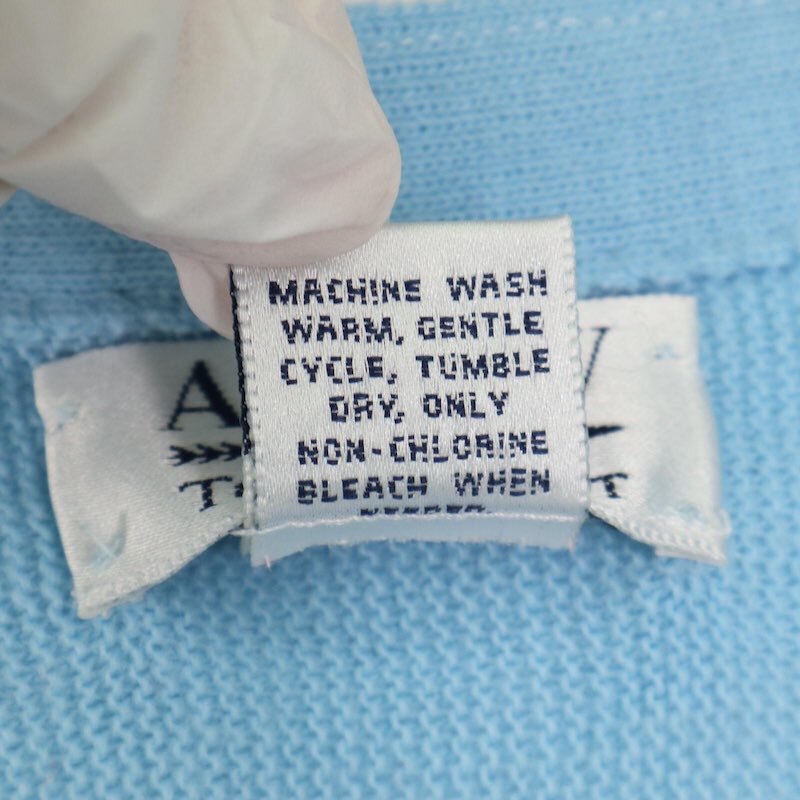 MACHINE WASH
WARM, GENTLE
CYCLE, TUMBLE
DRY, ONLY
NON-CHLORINE
BLEACH WHEN